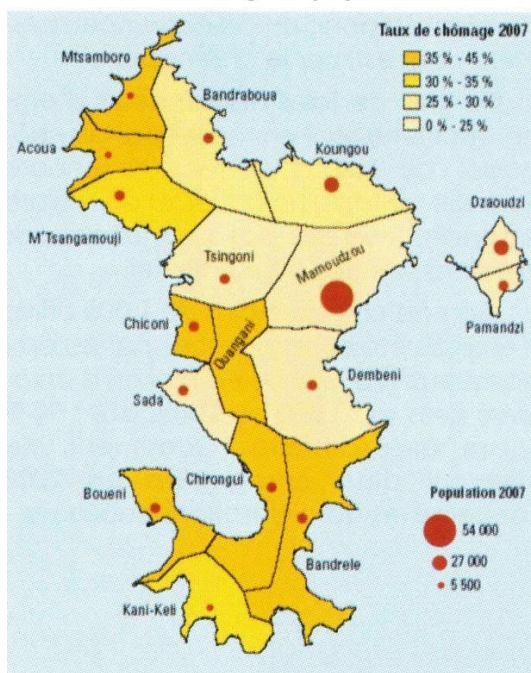 Taux de chômage 2007
35 % - 45 %
30 % - 35 %
25 % - 30 %
0 % - 25 %
Mtsamboro
Bandraboua
Acoua
Koungou
Dzaoudzi
M'Tsangamouji
Tsingoni
Mamoudzou
Pamandzi
Chiconi
Ouangani
Dembeni
Sada
Chirongui
Boueni
Population 2007
54 000
27 000
5 500
Bandrele
Kani-Keli